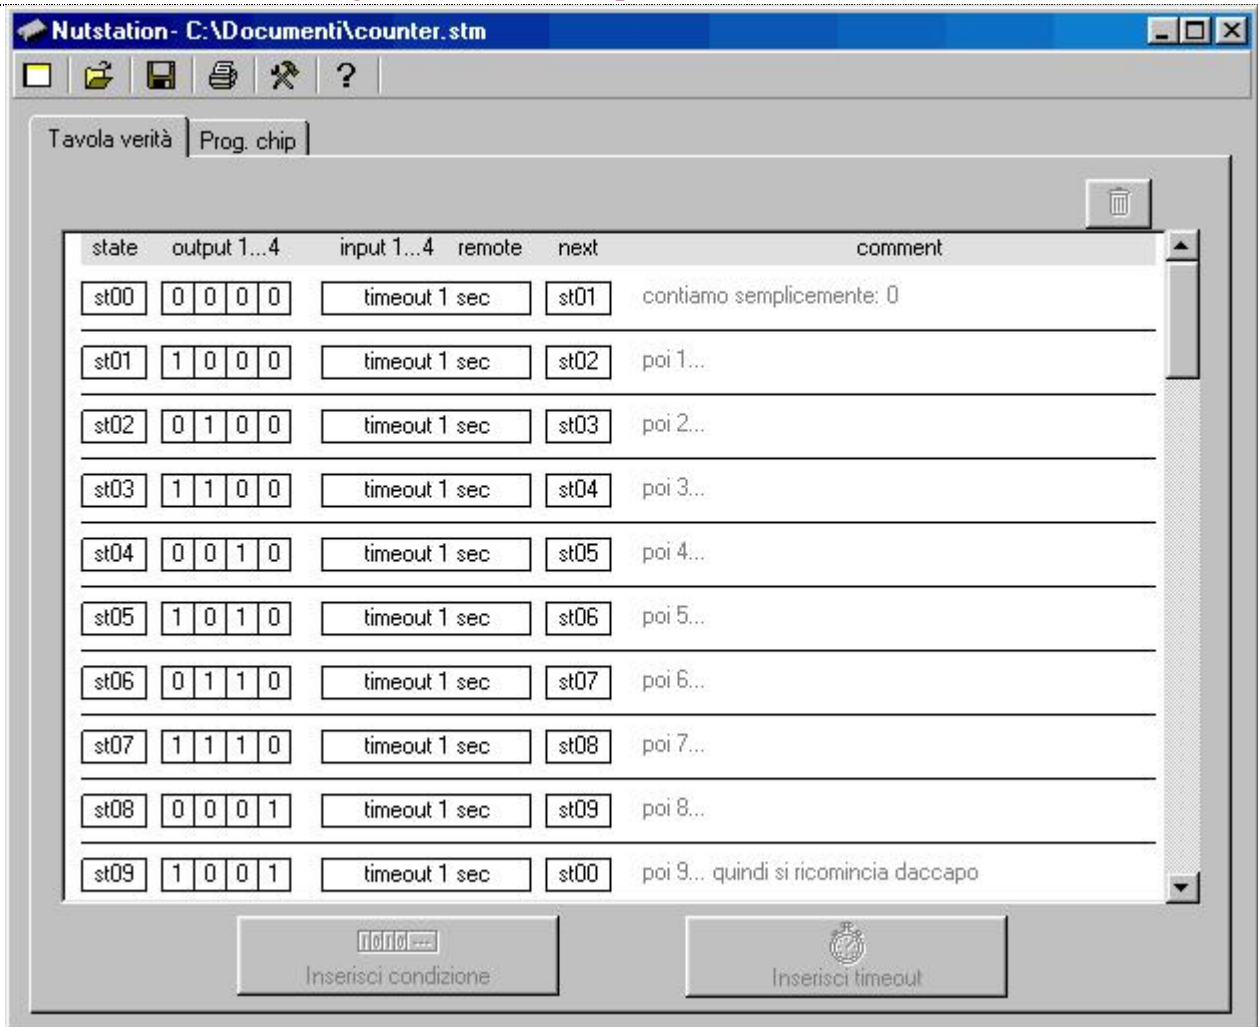 Nutstation- C:\Documenti\counter.stm
?
Tavola verità Prog. chip
state output 1...4 input 1...4 remote next comment
st00 0 0 0 0 timeout 1 sec st01 contiamo semplicemente: 0
st01 1 0 0 0 timeout 1 sec st02 poi 1...
st02 0 1 0 0 timeout 1 sec st03 poi 2...
st03 1 1 0 0 timeout 1 sec st04 poi 3...
st04 0 0 1 0 timeout 1 sec st05 poi 4...
st05 1 0 1 0 timeout 1 sec st06 poi 5...
st06 0 1 1 0 timeout 1 sec st07 poi 6...
st07 1 1 1 0 timeout 1 sec st08 poi 7...
st08 0 0 0 1 timeout 1 sec st09 poi 8...
st09 1 0 0 1 timeout 1 sec st00 poi 9... quindi si ricomincia daccapo
Inserisci condizione Inserisci timeout